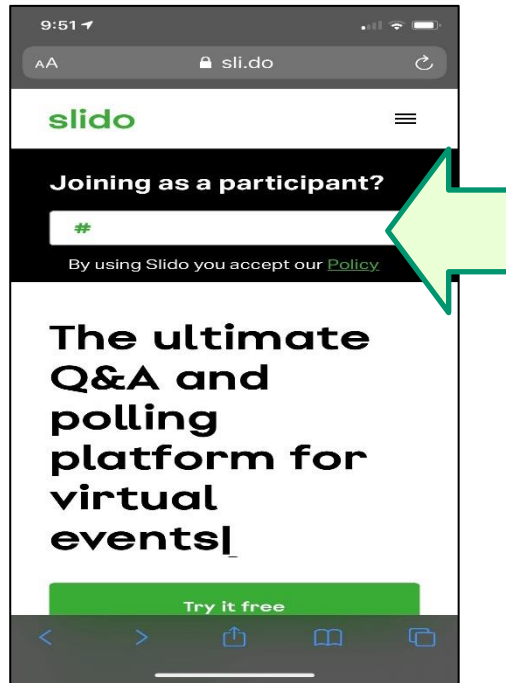 9:51
AA sli.do
slido
Joining as a participant?
#
By using Slido you accept our Policy
The ultimate
Q&A and
polling
platform for
virtual
events
Try it free